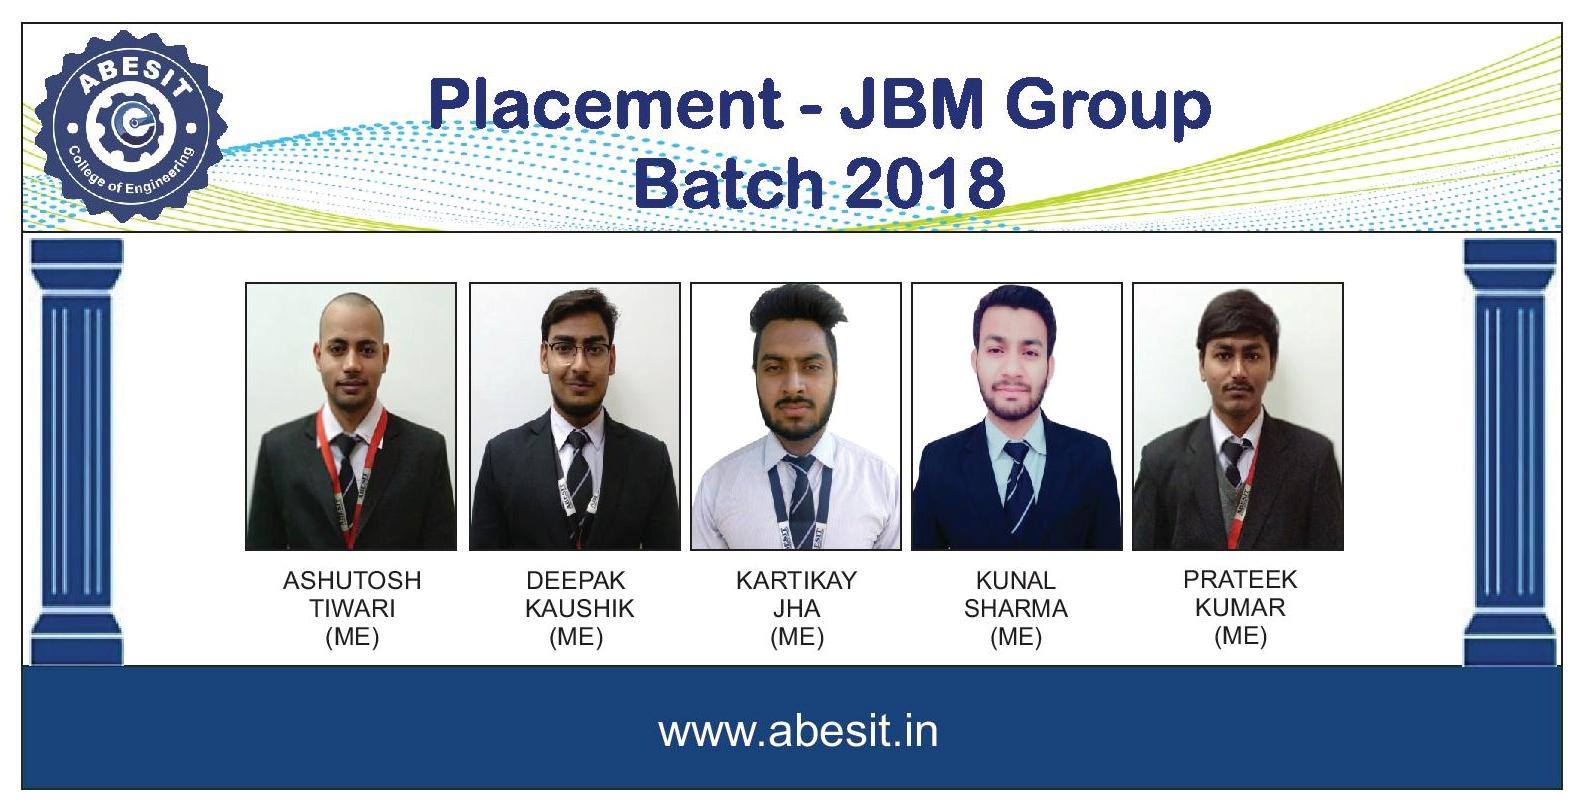 ABESIT
College of Engineering
Placement - JBM Group
Batch 2018
ASHUTOSH
TIWARI
(ME)
DEEPAK
KAUSHIK
(ME)
KARTIKAY
JHA
(ME)
KUNAL
SHARMA
(ME)
PRATEEK
KUMAR
(ME)
www.abesit.in